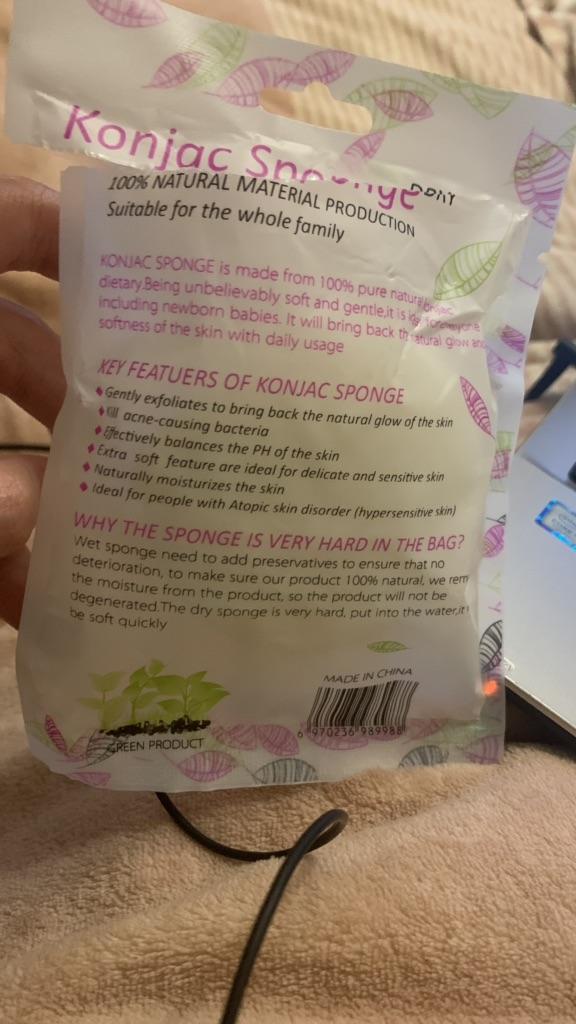 Konjac Sponge
BODY
100% NATURAL MATERIAL PRODUCTION
Suitable for the whole family
KONJAC SPONGE is made from 100% pure natural konjac
dietary.Being unbelievably soft and gentle,it is
including newborn babies. It will bring back natural glow and
softness of the skin with daily usage
KEY FEATUERS OF KONJAC SPONGE
♦Gently exfoliates to bring back the natural glow of the skin
♦Kill acne-causing bacteria
♦Effectively balances the PH of the skin
♦Extra soft feature are ideal for delicate and sensitive skin
♦Naturally moisturizes the skin
♦Ideal for people with Atopic skin disorder (hypersensitive skin)
WHY THE SPONGE IS VERY HARD IN THE BAG?
Wet sponge need to add preservatives to ensure that no
deterioration, to make sure our product 100% natural, we rem
the moisture from the product, so the product will not be
degenerated.The dry sponge is very hard, put into the water,it
be soft quickly
MADE IN CHINA
6 970236 989988
GREEN PRODUCT